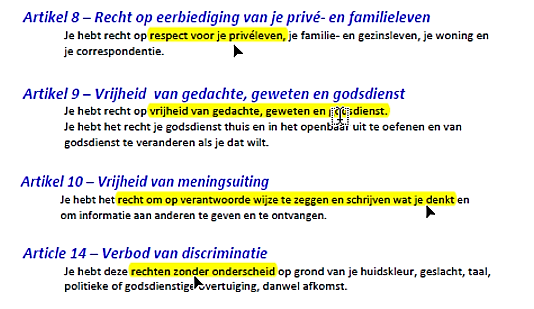 Artikel 8 – Recht op eerbiediging van je privé- en familieleven
Je hebt recht op respect voor je privéleven, je familie- en gezinsleven, je woning en
je correspondentie.
Artikel 9 – Vrijheid van gedachte, geweten en godsdienst
Je hebt recht op vrijheid van gedachte, geweten en godsdienst.
Je hebt het recht je godsdienst thuis en in het openbaar uit te oefenen en van
godsdienst te veranderen als je dat wilt.
Artikel 10 – Vrijheid van meningsuiting
Je hebt het recht om op verantwoorde wijze te zeggen en schrijven wat je denkt en
om informatie aan anderen te geven en te ontvangen.
Article 14 – Verbod van discriminatie
Je hebt deze rechten zonder onderscheid op grond van je huidskleur, geslacht, taal,
politieke of godsdienstige overtuiging, danwel afkomst.